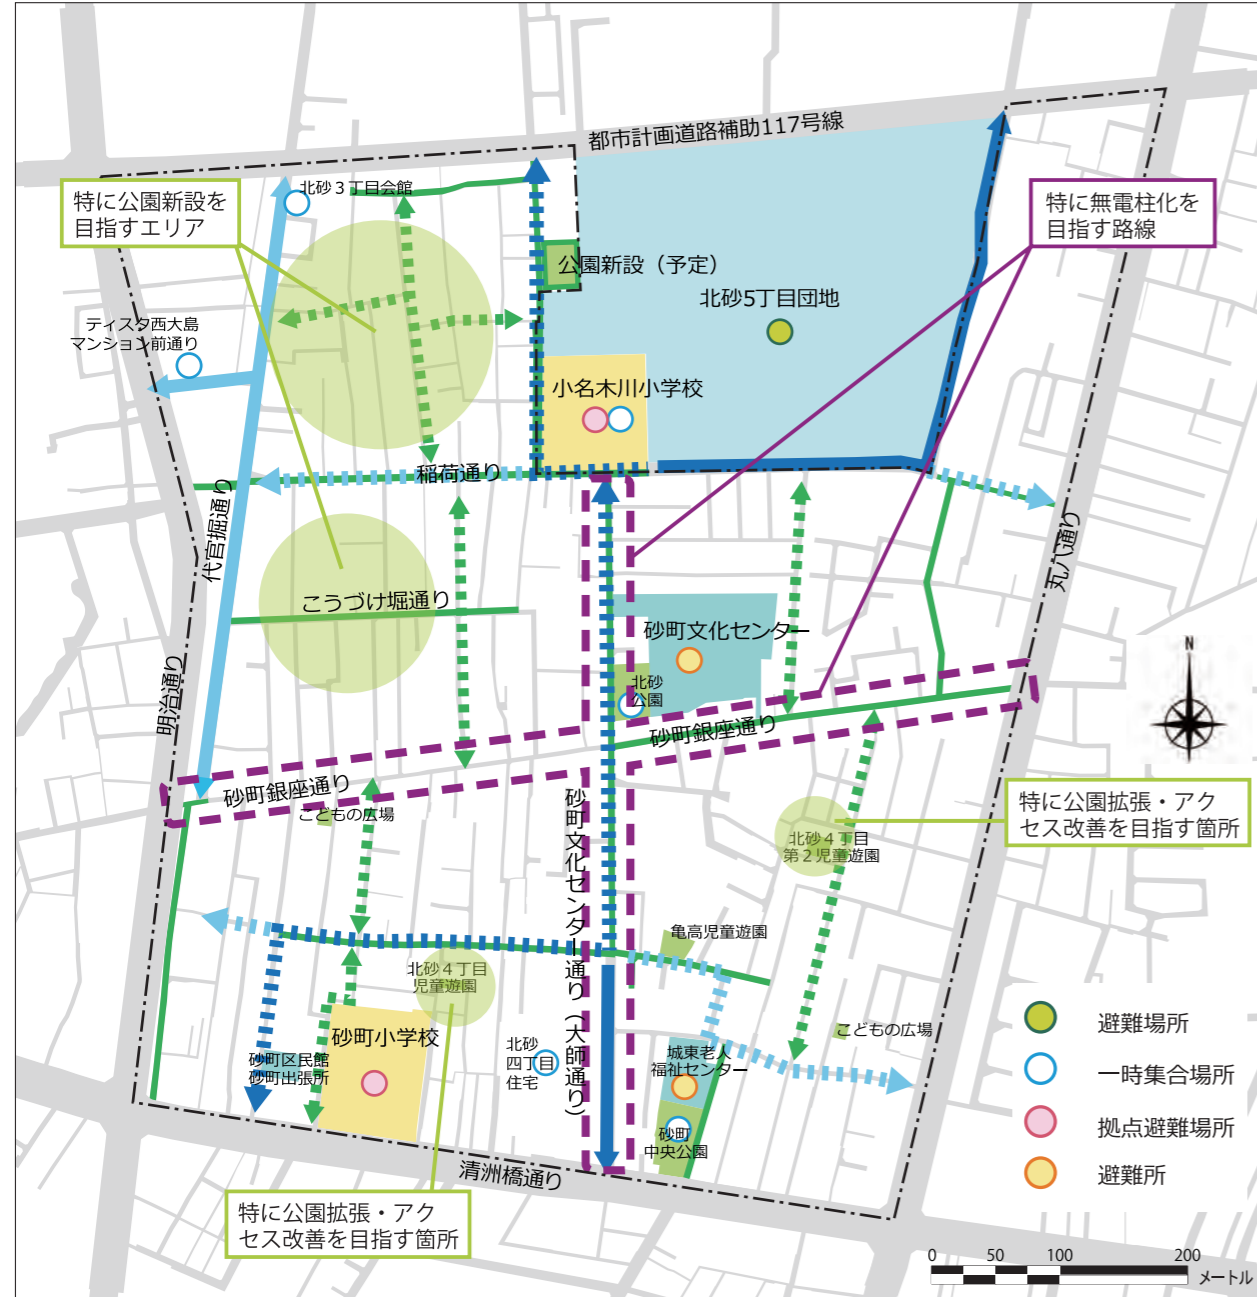 都市計画道路補助117号線
北砂３丁目会館
特に公園新設を
目指すエリア
特に無電柱化を
目指す路線
公園新設（予定）
北砂5丁目団地
ティスタ西大島
マンション前通り
小名木川小学校
稲荷通り
代官掘通り
丸八通り
こうづけ堀通り
砂町文化センター
北砂
公園
明治通り
砂町銀座通り
砂町銀座通り
こどもの広場
砂町文化センター通り（大師通り）
特に公園拡張・アク
セス改善を目指す箇所
北砂４丁目
第２児童遊園
亀高児童遊園
北砂４丁目
児童遊園
こどもの広場
砂町小学校
北砂
四丁目
住宅
城東老人
福祉センター
砂町区民館
砂町出張所
砂町
中央公園
清洲橋通り
特に公園拡張・アク
セス改善を目指す箇所
N
避難場所
一時集合場所
拠点避難場所
避難所
0 50 100 200
メートル